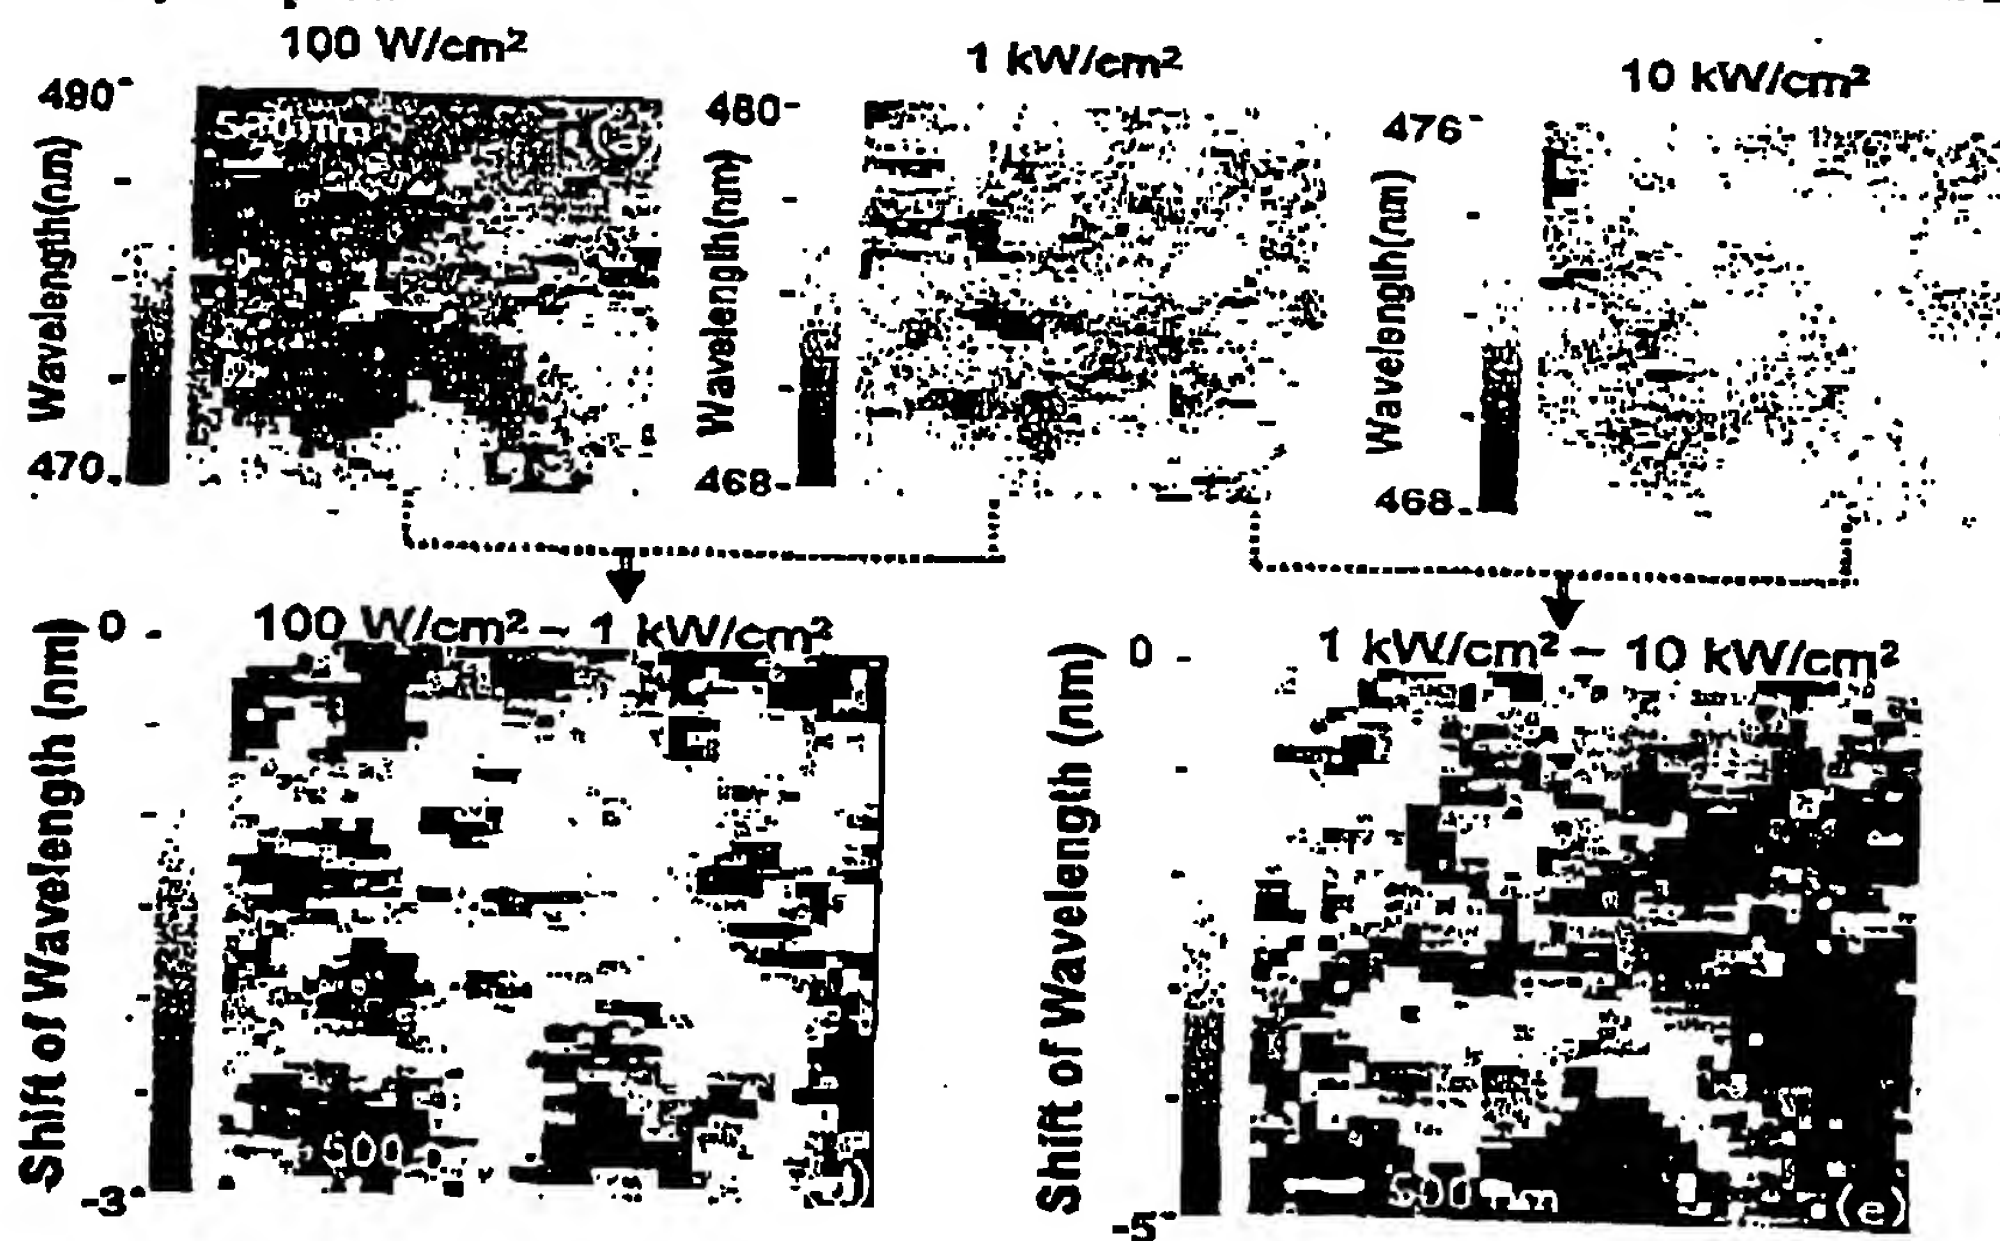 100 W/cm²
1 kW/cm²
10 kW/cm²
490
Wavelength(nm)
470
480
Wavelength(nm)
468
476
Wavelength(nm)
468
100 W/cm² – 1 kW/cm²
0
Shift of Wavelength (nm)
-3
500
1 kW/cm² – 10 kW/cm²
0
Shift of Wavelength (nm)
-5
500 nm
(e)